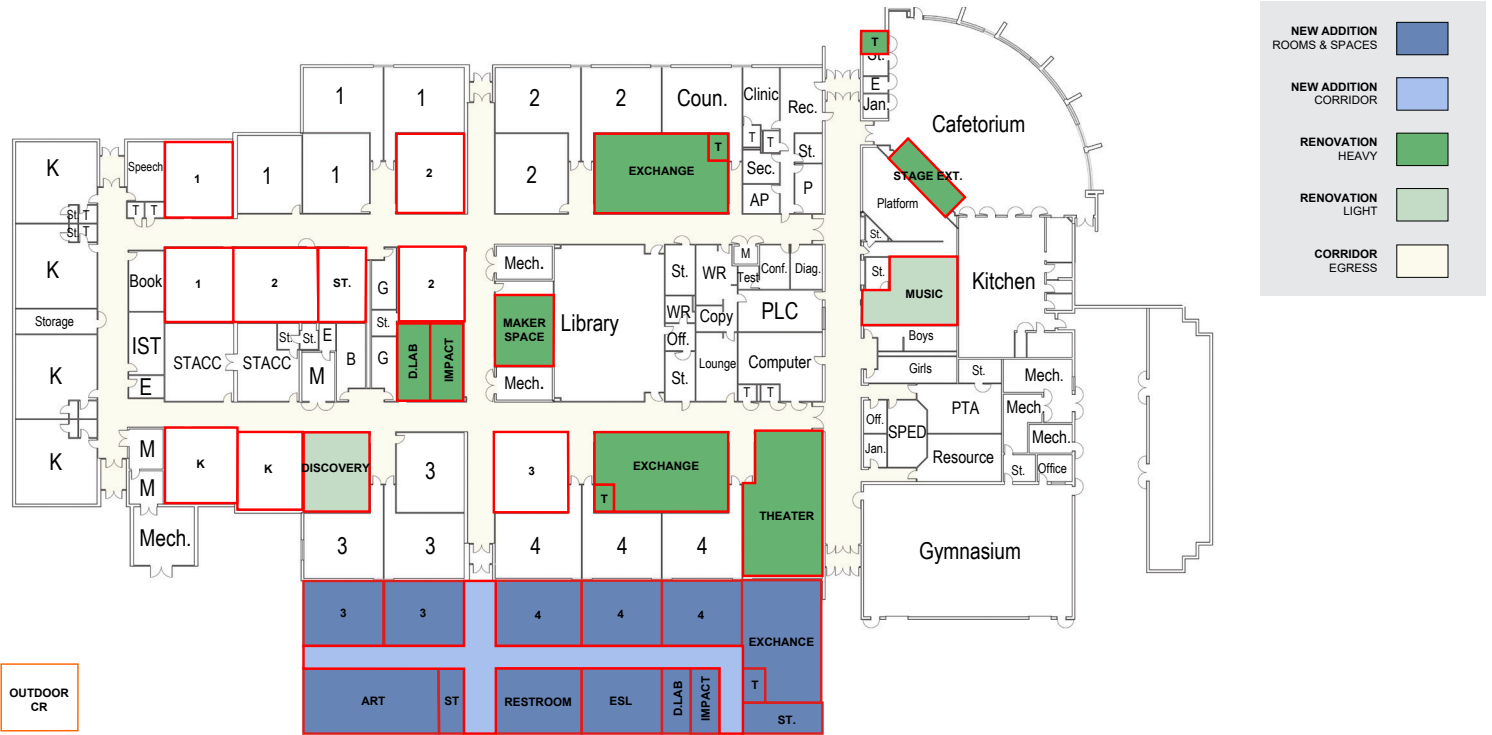 NEW ADDITION
ROOMS & SPACES
NEW ADDITION
CORRIDOR
RENOVATION
HEAVY
RENOVATION
LIGHT
CORRIDOR
EGRESS
T
St.
E
Jan.
Cafetorium
1
1
2
2
Coun.
Clinic
Rec.
T
T
St.
Sec.
P
AP
K
Speech
1
1
1
2
2
EXCHANGE
T
STAGE EXT.
Platform
St.
St.
T
St.
T
T
T
K
Book
1
2
ST.
G
2
Mech.
Library
St.
WR
M
Test
Conf.
Diag.
St.
MUSIC
Kitchen
Storage
IST
STACC
STACC
St.
St.
E
M
B
St.
G
D.LAB
IMPACT
MAKER
SPACE
Mech.
WR
Copy
PLC
Off.
St.
Lounge
Computer
T
T
Boys
Girls
St.
Mech.
K
E
PTA
Mech.
Mech.
Off.
SPED
Jan.
Resource
St.
Office
K
M
M
K
K
DISCOVERY
3
3
EXCHANGE
T
THEATER
Mech.
3
3
4
4
4
Gymnasium
3
3
4
4
4
EXCHANCE
OUTDOOR
CR
ART
ST
RESTROOM
ESL
D.LAB
IMPACT
T
ST.